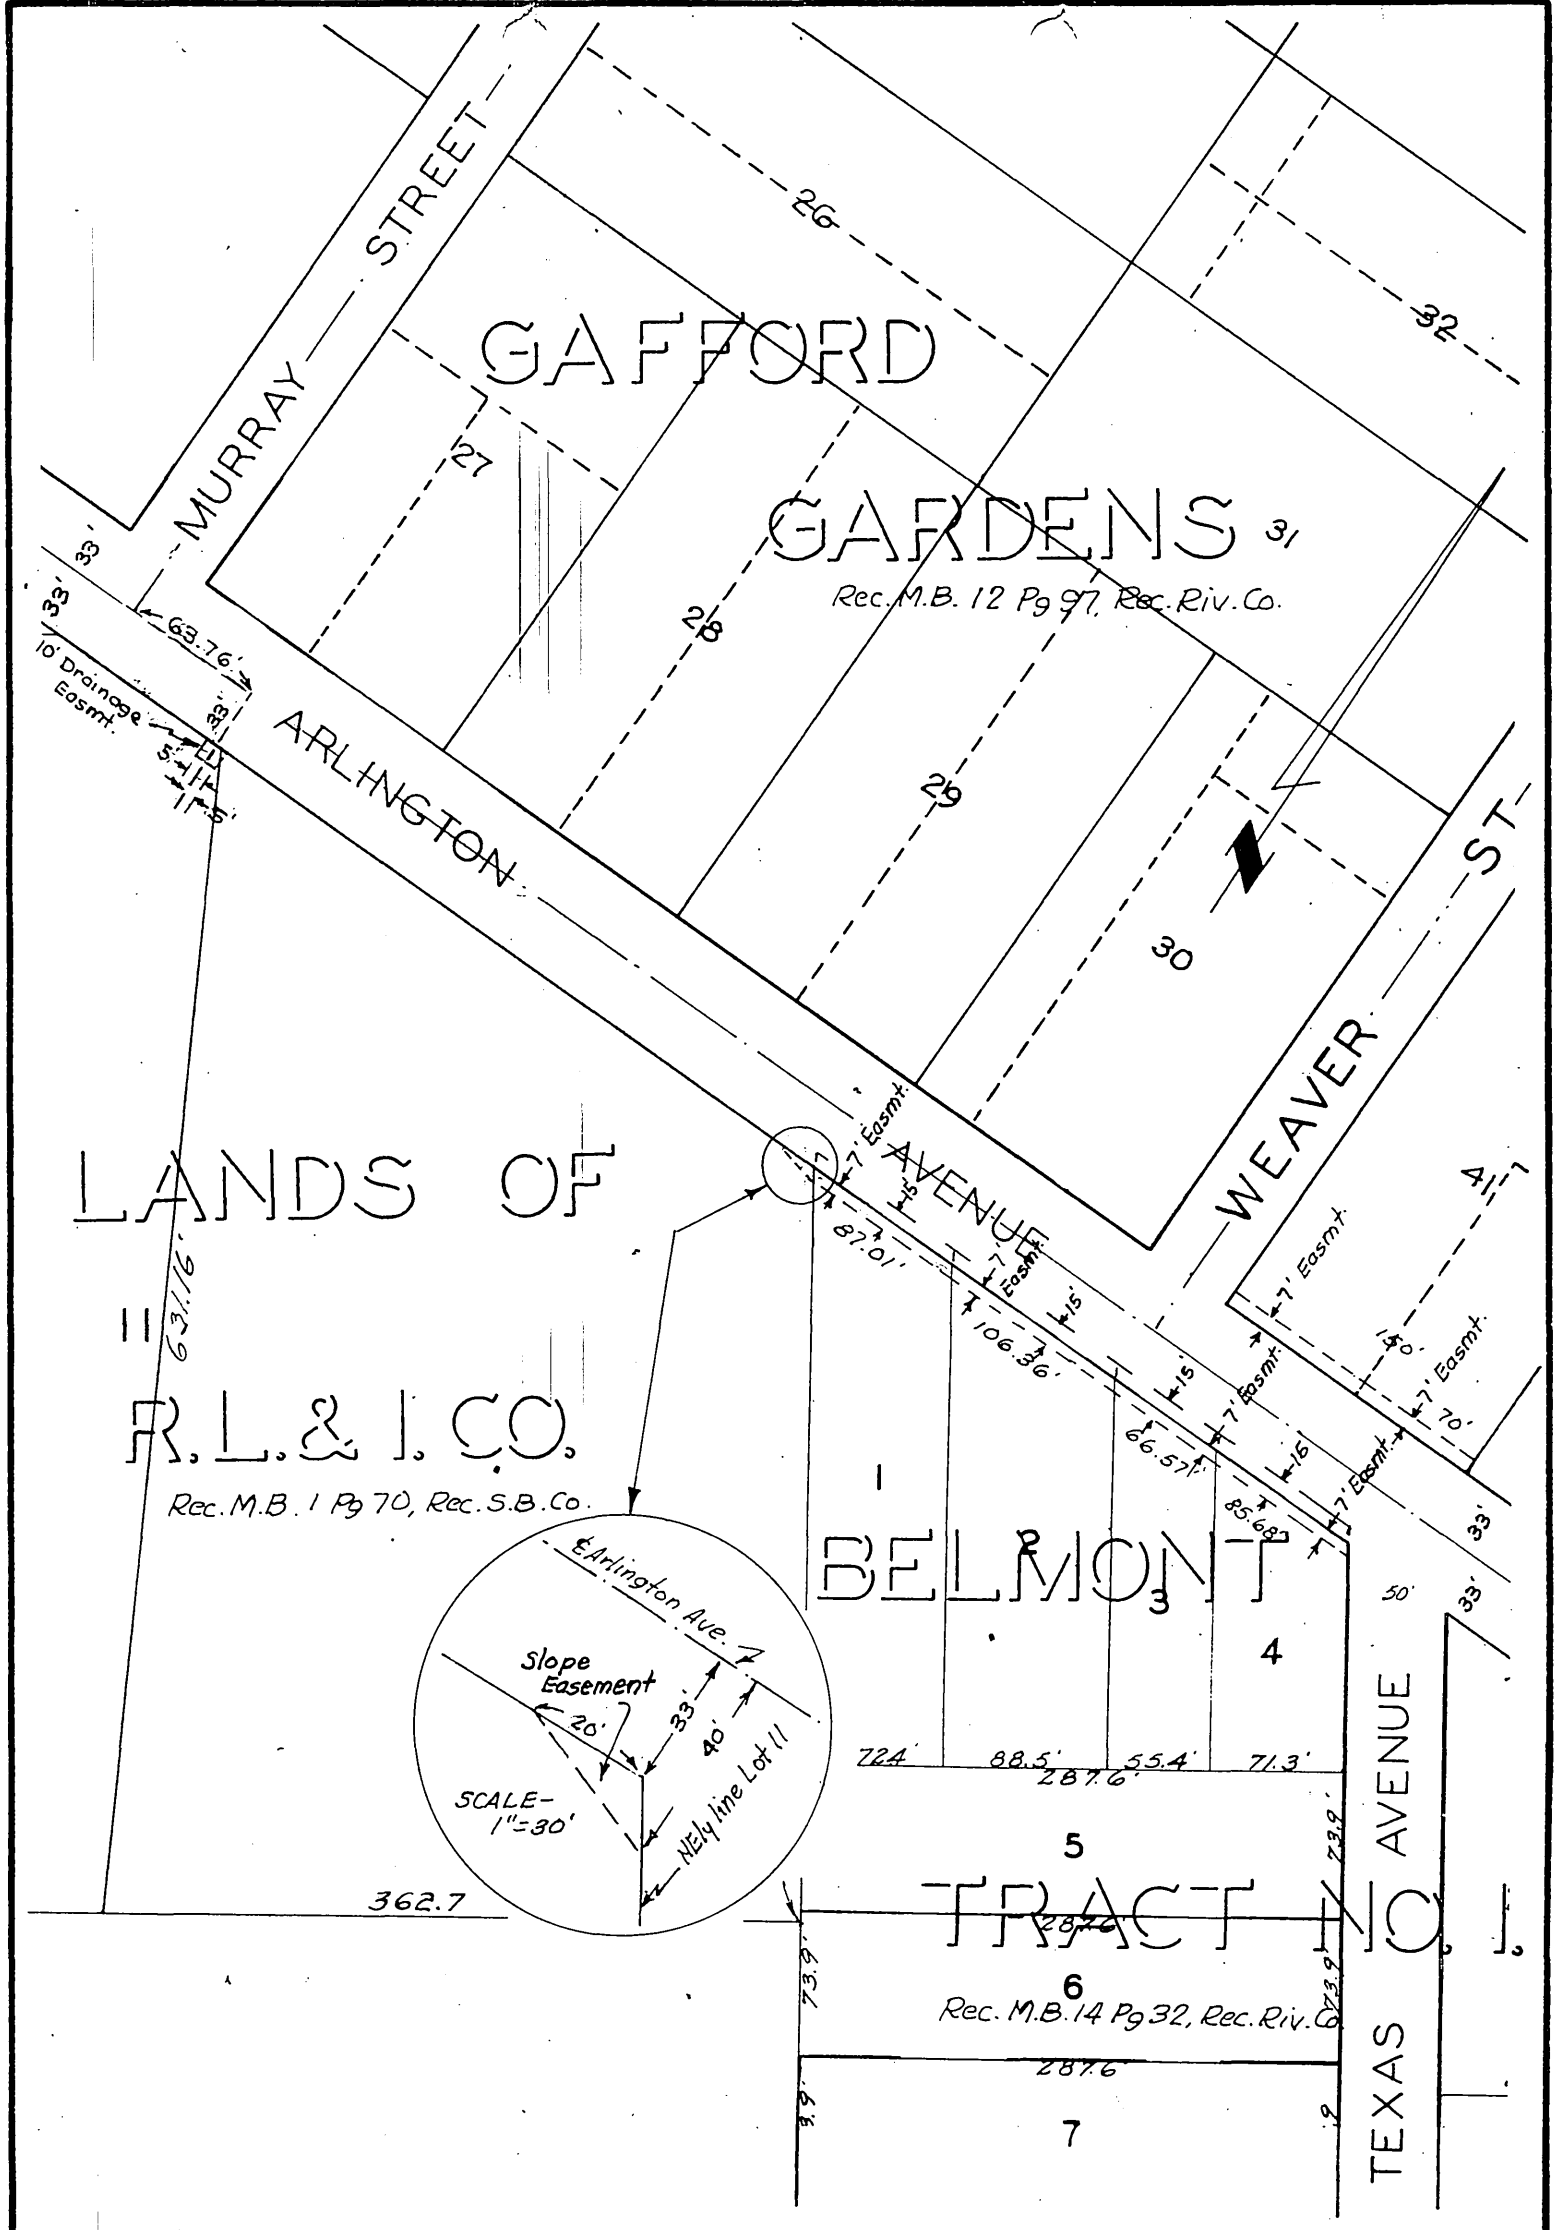 MURRAY STREET
26
32
GAFFORD
27
GARDENS
31
Rec. M.B. 12 Pg 97, Rec. Riv. Co.
28
33'
33'
63.76'
10' Drainage
Easmt.
33'
5'
5'
ARLINGTON AVENUE
29
30
WEAVER ST
41
7' Easmt.
15'
87.01'
7'
Easmt.
15'
106.36'
7' Easmt.
150'
7' Easmt.
70'
15'
7' Easmt.
66.57'
15
7' Easmt.
85.68'
33'
33'
50'
LANDS OF
11
631.16'
R.L. & I. CO.
Rec. M.B. 1 Pg 70, Rec. S.B. Co.
℄ Arlington Ave.
Slope
Easement
20'
33'
40'
SCALE-
1"=30'
NEly line Lot 11
362.7
1
BELMONT
2
3
4
72.4'
88.5'
55.4'
71.3'
287.6'
5
73.9'
TRACT NO. 1.
287.6'
73.9'
6
73.9'
Rec. M.B. 14 Pg 32, Rec. Riv. Co.
287.6'
3.9'
.9
7
TEXAS AVENUE